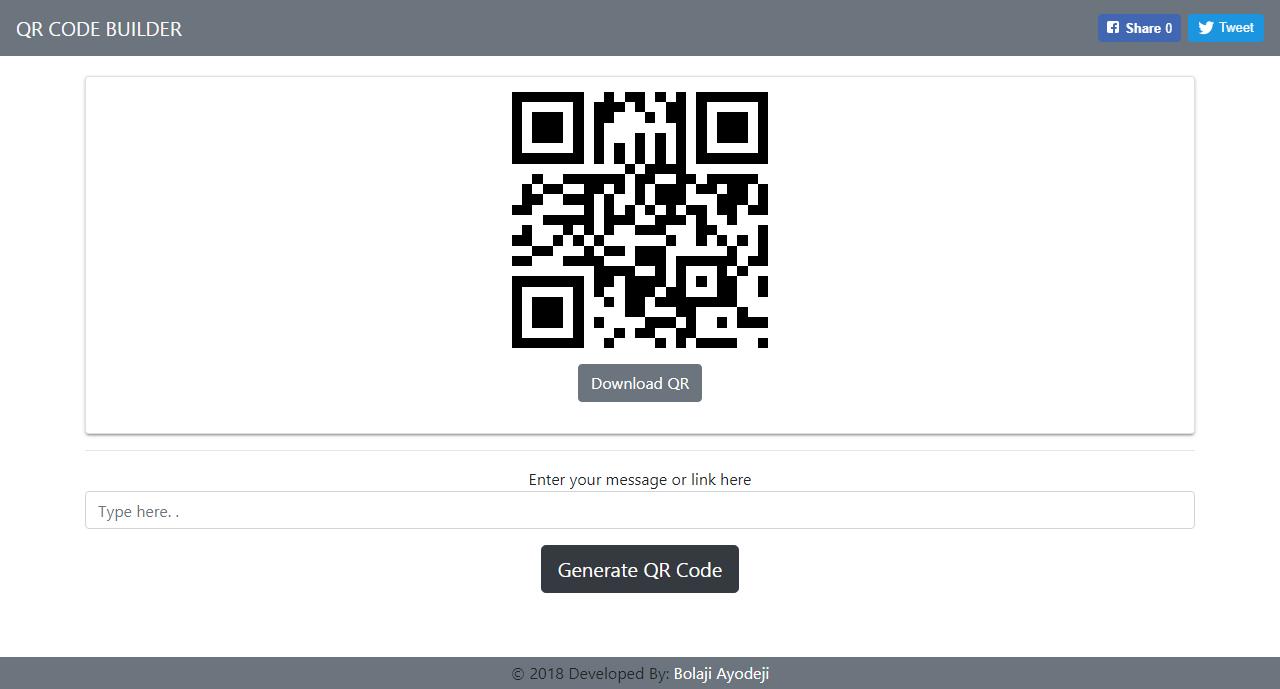 QR CODE BUILDER
Share 0
Tweet
Download QR
Enter your message or link here
Type here. .
Generate QR Code
© 2018 Developed By: Bolaji Ayodeji